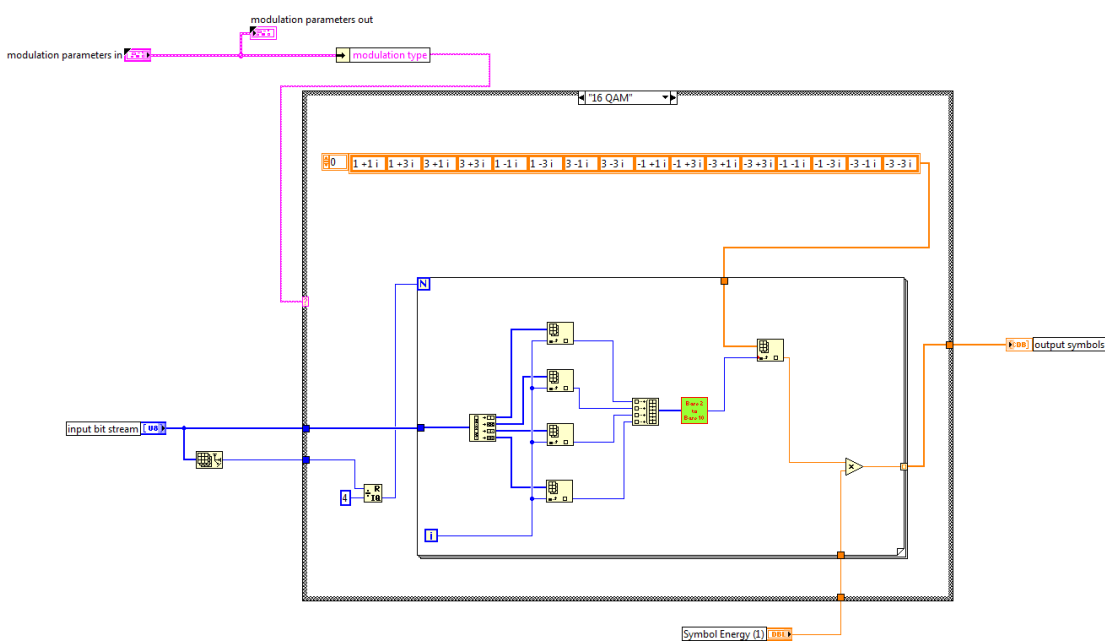 modulation parameters out
modulation parameters in
modulation type
"16 QAM"
0
1 +1 i
1 +3 i
3 +1 i
3 +3 i
1 -1 i
1 -3 i
3 -1 i
3 -3 i
-1 +1 i
-1 +3 i
-3 +1 i
-3 +3 i
-1 -1 i
-1 -3 i
-3 -1 i
-3 -3 i
N
output symbols
Base 2
to
Base 10
input bit stream
U8
R
IQ
4
i
Symbol Energy (1)
DBL